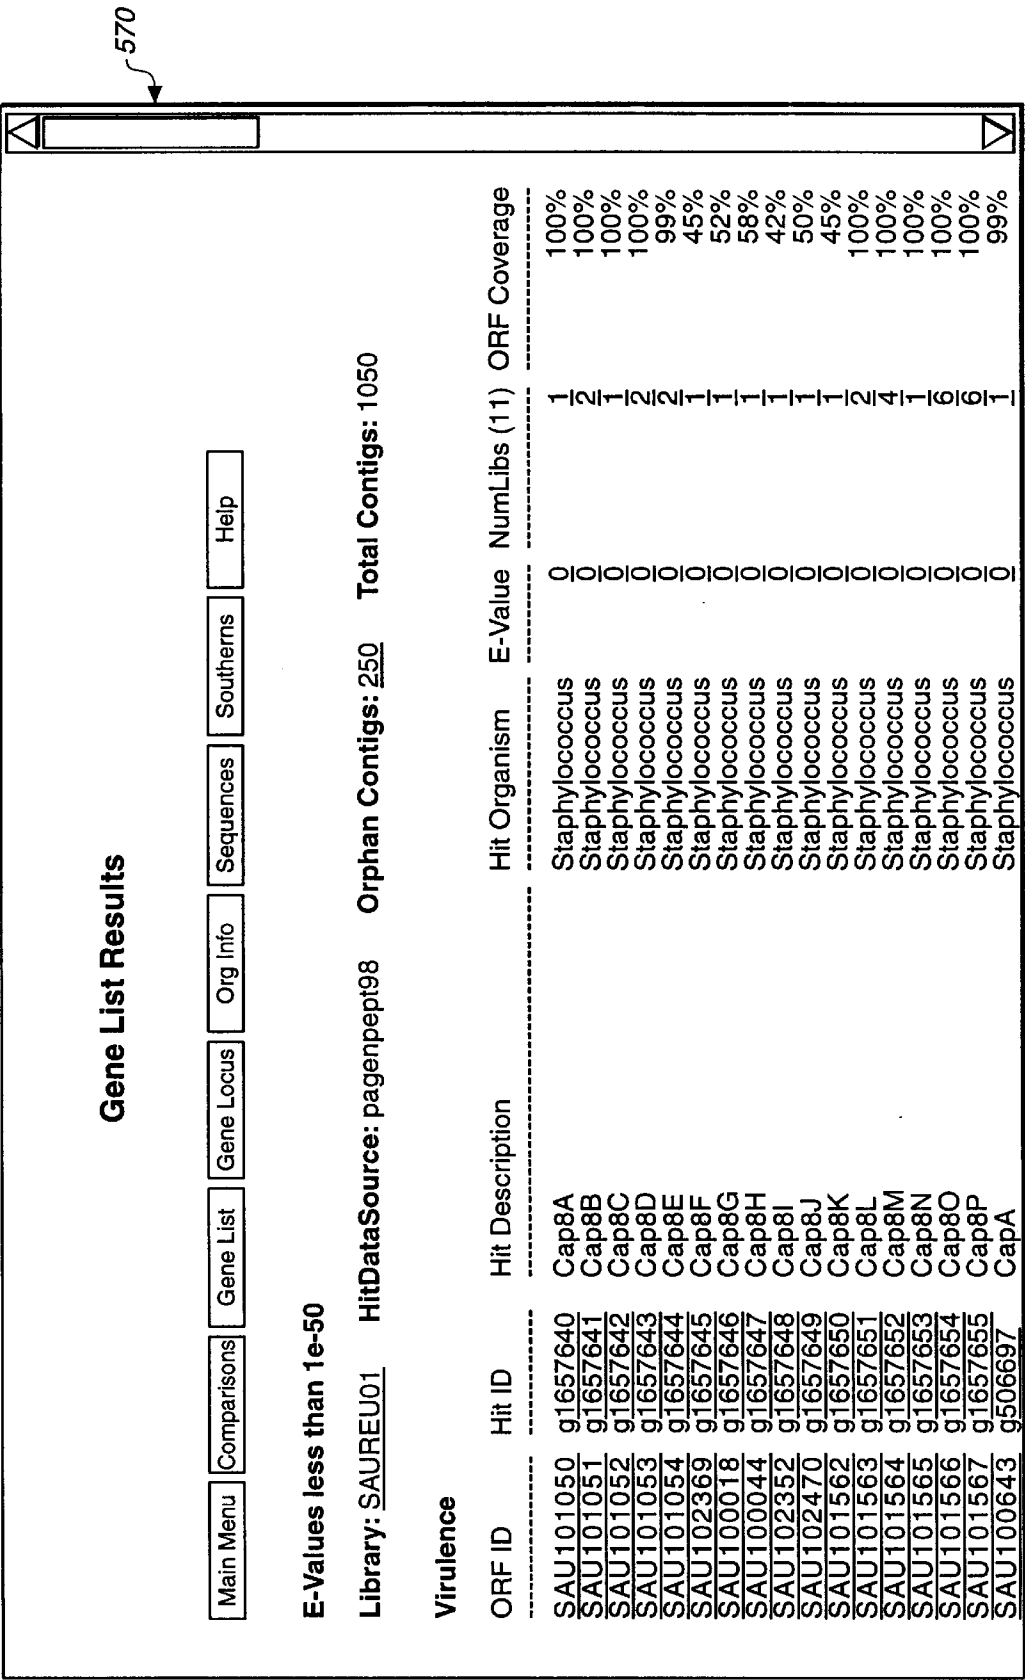 570
Gene List Results
Main Menu Comparisons Gene List Gene Locus Org Info Sequences Southerns Help
E-Values less than 1e-50
Library: SAUREU01 HitDataSource: pagenpept98 Orphan Contigs: 250 Total Contigs: 1050
Virulence
ORF ID Hit ID Hit Description Hit Organism E-Value NumLibs (11) ORF Coverage
SAU101050 g1657640 Cap8A Staphylococcus 0 1 100%
SAU101051 g1657641 Cap8B Staphylococcus 0 2 100%
SAU101052 g1657642 Cap8C Staphylococcus 0 1 100%
SAU101053 g1657643 Cap8D Staphylococcus 0 2 100%
SAU101054 g1657644 Cap8E Staphylococcus 0 2 99%
SAU102369 g1657645 Cap8F Staphylococcus 0 1 45%
SAU100018 g1657646 Cap8G Staphylococcus 0 1 52%
SAU100044 g1657647 Cap8H Staphylococcus 0 1 58%
SAU102352 g1657648 Cap8I Staphylococcus 0 1 42%
SAU102470 g1657649 Cap8J Staphylococcus 0 1 50%
SAU101562 g1657650 Cap8K Staphylococcus 0 1 45%
SAU101563 g1657651 Cap8L Staphylococcus 0 2 100%
SAU101564 g1657652 Cap8M Staphylococcus 0 4 100%
SAU101565 g1657653 Cap8N Staphylococcus 0 1 100%
SAU101566 g1657654 Cap8O Staphylococcus 0 6 100%
SAU101567 g1657655 Cap8P Staphylococcus 0 6 100%
SAU100643 g506697 CapA Staphylococcus 0 1 99%